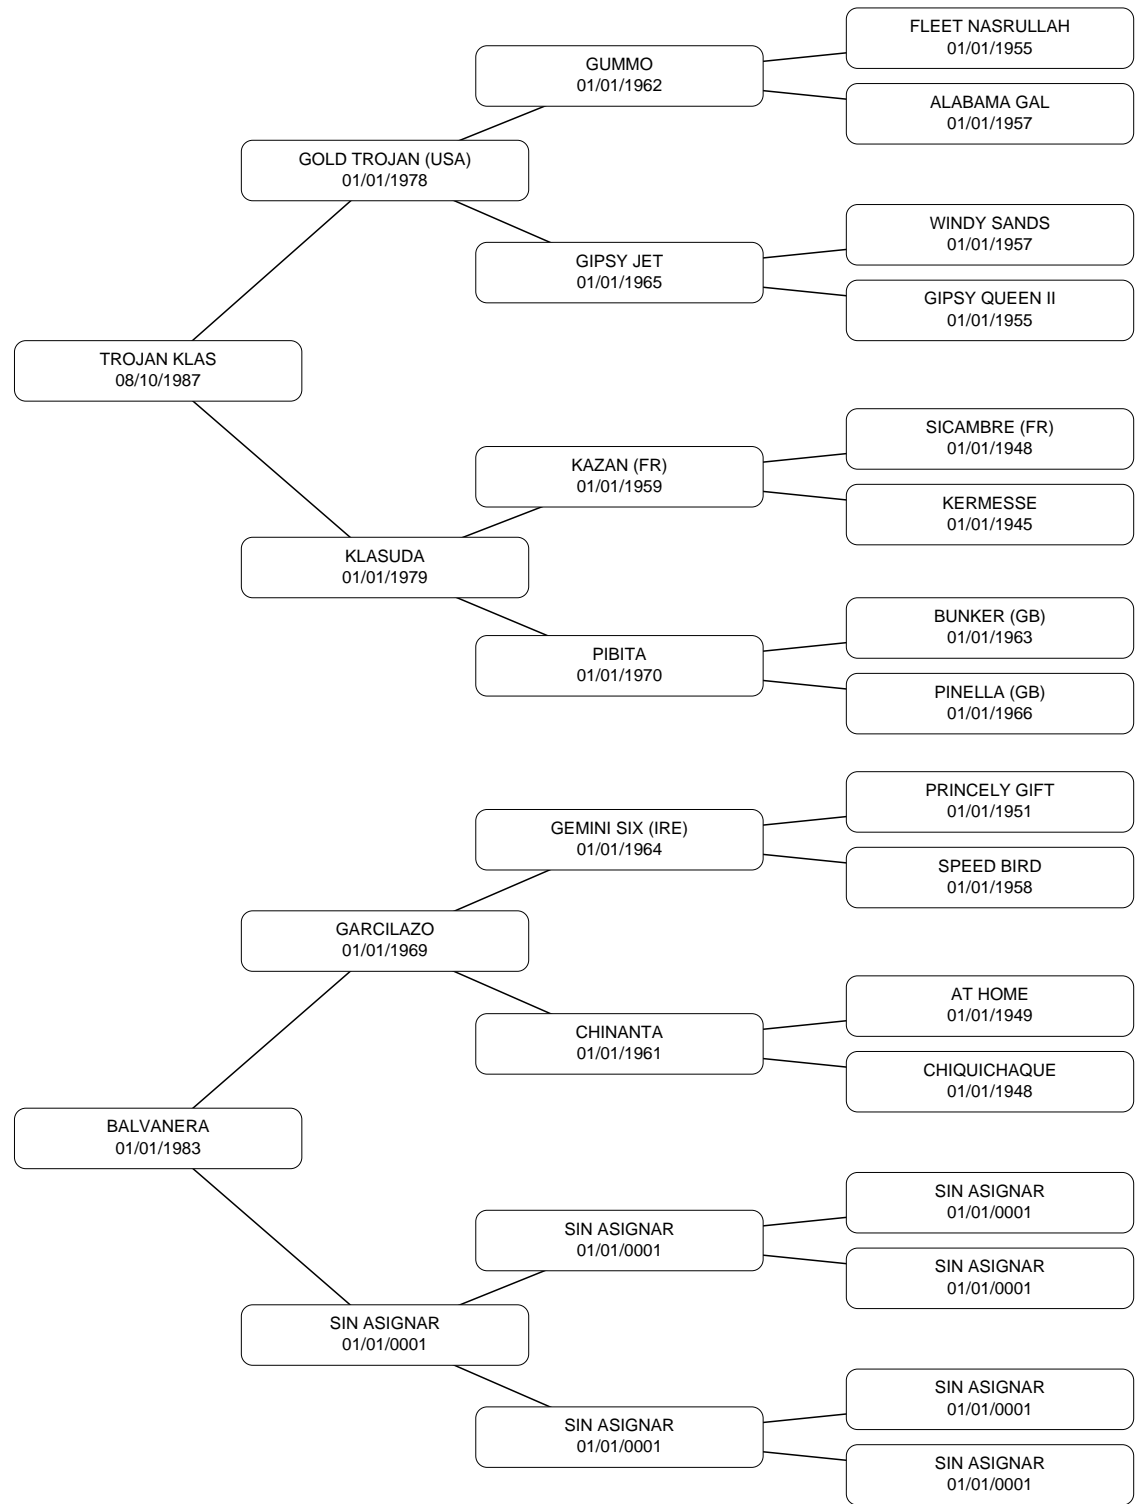 FLEET NASRULLAH
01/01/1955
GUMMO
01/01/1962
ALABAMA GAL
01/01/1957
GOLD TROJAN (USA)
01/01/1978
WINDY SANDS
01/01/1957
GIPSY JET
01/01/1965
GIPSY QUEEN II
01/01/1955
TROJAN KLAS
08/10/1987
SICAMBRE (FR)
01/01/1948
KAZAN (FR)
01/01/1959
KERMESSE
01/01/1945
KLASUDA
01/01/1979
BUNKER (GB)
01/01/1963
PIBITA
01/01/1970
PINELLA (GB)
01/01/1966
PRINCELY GIFT
01/01/1951
GEMINI SIX (IRE)
01/01/1964
SPEED BIRD
01/01/1958
GARCILAZO
01/01/1969
AT HOME
01/01/1949
CHINANTA
01/01/1961
CHIQUICHAQUE
01/01/1948
BALVANERA
01/01/1983
SIN ASIGNAR
01/01/0001
SIN ASIGNAR
01/01/0001
SIN ASIGNAR
01/01/0001
SIN ASIGNAR
01/01/0001
SIN ASIGNAR
01/01/0001
SIN ASIGNAR
01/01/0001
SIN ASIGNAR
01/01/0001